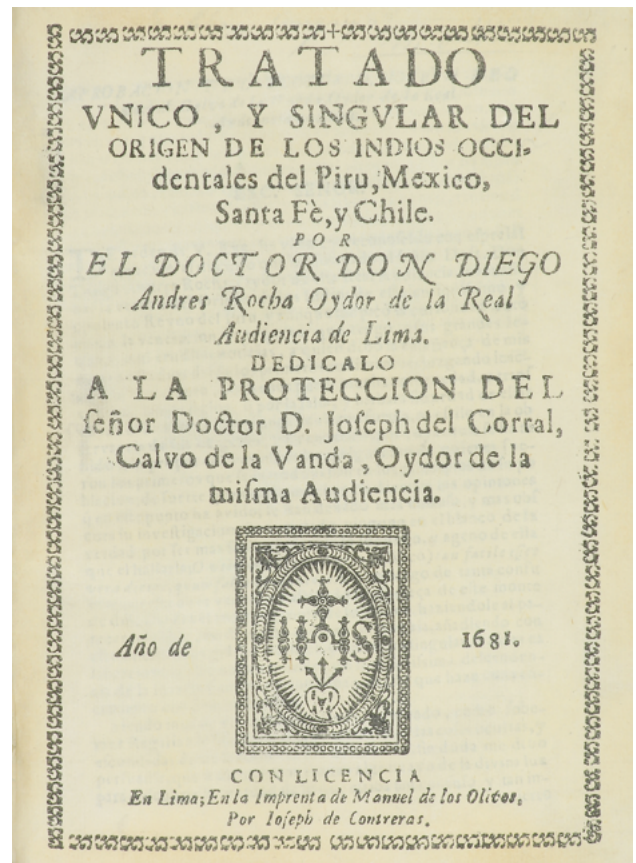 TRATADO
VNICO, Y SINGVLAR DEL
ORIGEN DE LOS INDIOS OCCI-
dentales del Piru, Mexico,
Santa Fè, y Chile.
POR
EL DOCTOR DON DIEGO
Andres Rocha Oydor de la Real
Audiencia de Lima.
DEDICALO
A LA PROTECCION DEL
ſeñor Doctor D. Joſeph del Corral,
Calvo de la Vanda, Oydor de la
miſma Audiencia.
IHS
Año de 1681.
CON LICENCIA
En Lima; En la Imprenta de Manuel de los Olivos,
Por Ioſeph de Contreras.